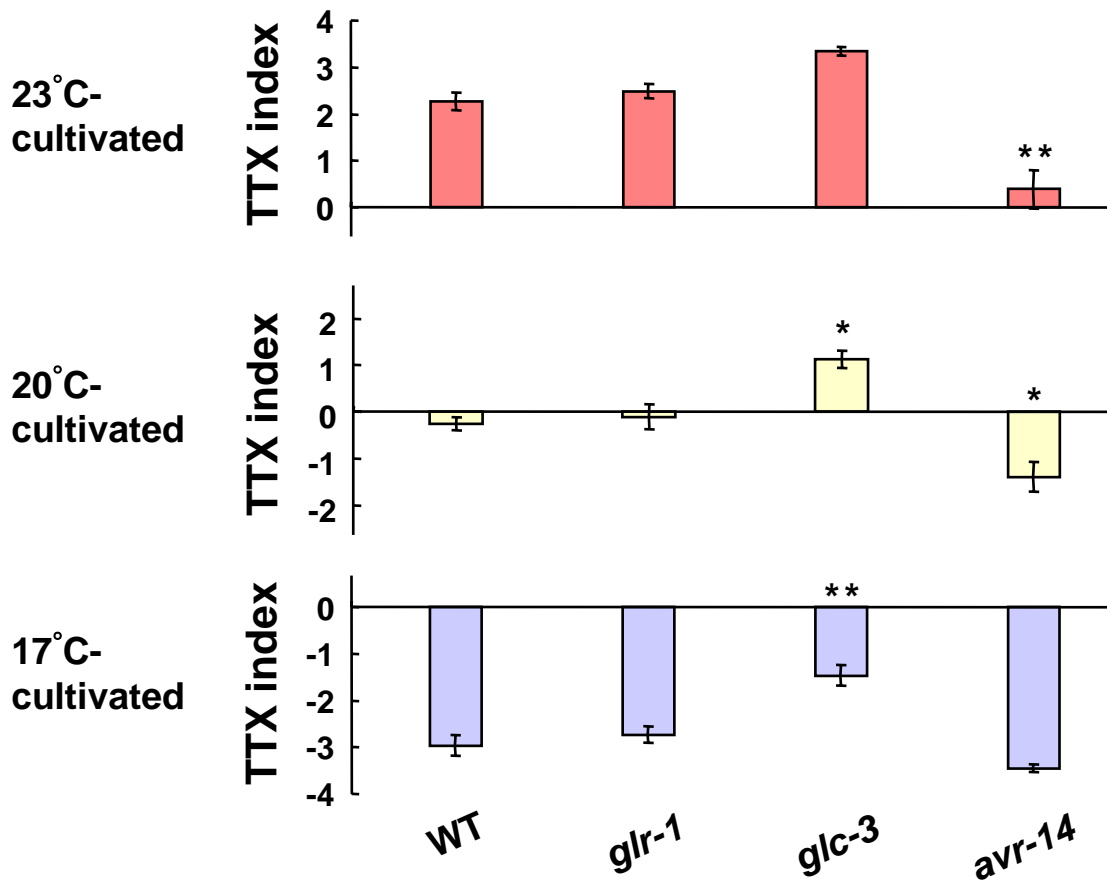 23°C-
cultivated
TTX index
4
3
2
1
0
**
20°C-
cultivated
TTX index
2
1
0
-1
-2
*
*
17°C-
cultivated
TTX index
0
-1
-2
-3
-4
**
WT
glr-1
glc-3
avr-14